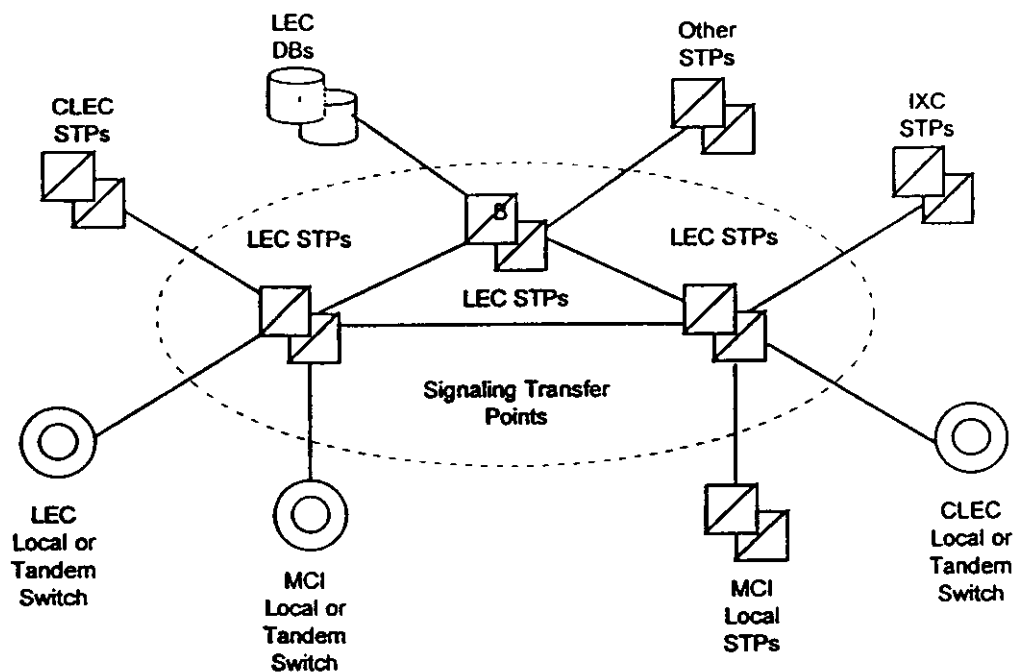 LEC
DBs
Other
STPs
CLEC
STPs
IXC
STPs
B
LEC STPs
LEC STPs
LEC STPs
Signaling Transfer
Points
LEC
Local or
Tandem
Switch
MCI
Local or
Tandem
Switch
MCI
Local
STPs
CLEC
Local or
Tandem
Switch